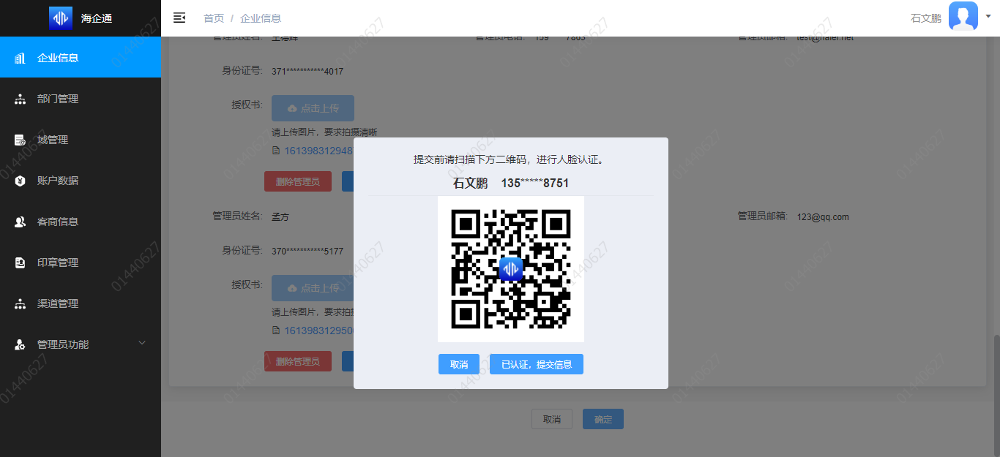 海企通
首页 / 企业信息
石文鹏
企业信息
部门管理
域管理
账户数据
客商信息
印章管理
渠道管理
管理员功能
管理员姓名:
管理员电话: 159 7863
管理员邮箱: test@haier.net
身份证号: 371***********4017
授权书: 点击上传
请上传图片，要求拍摄清晰
16139831294
删除管理员
管理员姓名: 孟方
管理员邮箱: 123@qq.com
身份证号: 370***********5177
授权书: 点击上传
请上传图片，要求拍
161398312950
删除管理员
提交前请扫描下方二维码，进行人脸认证。
石文鹏 135*****8751
取消 已认证，提交信息
取消 确定
01440627